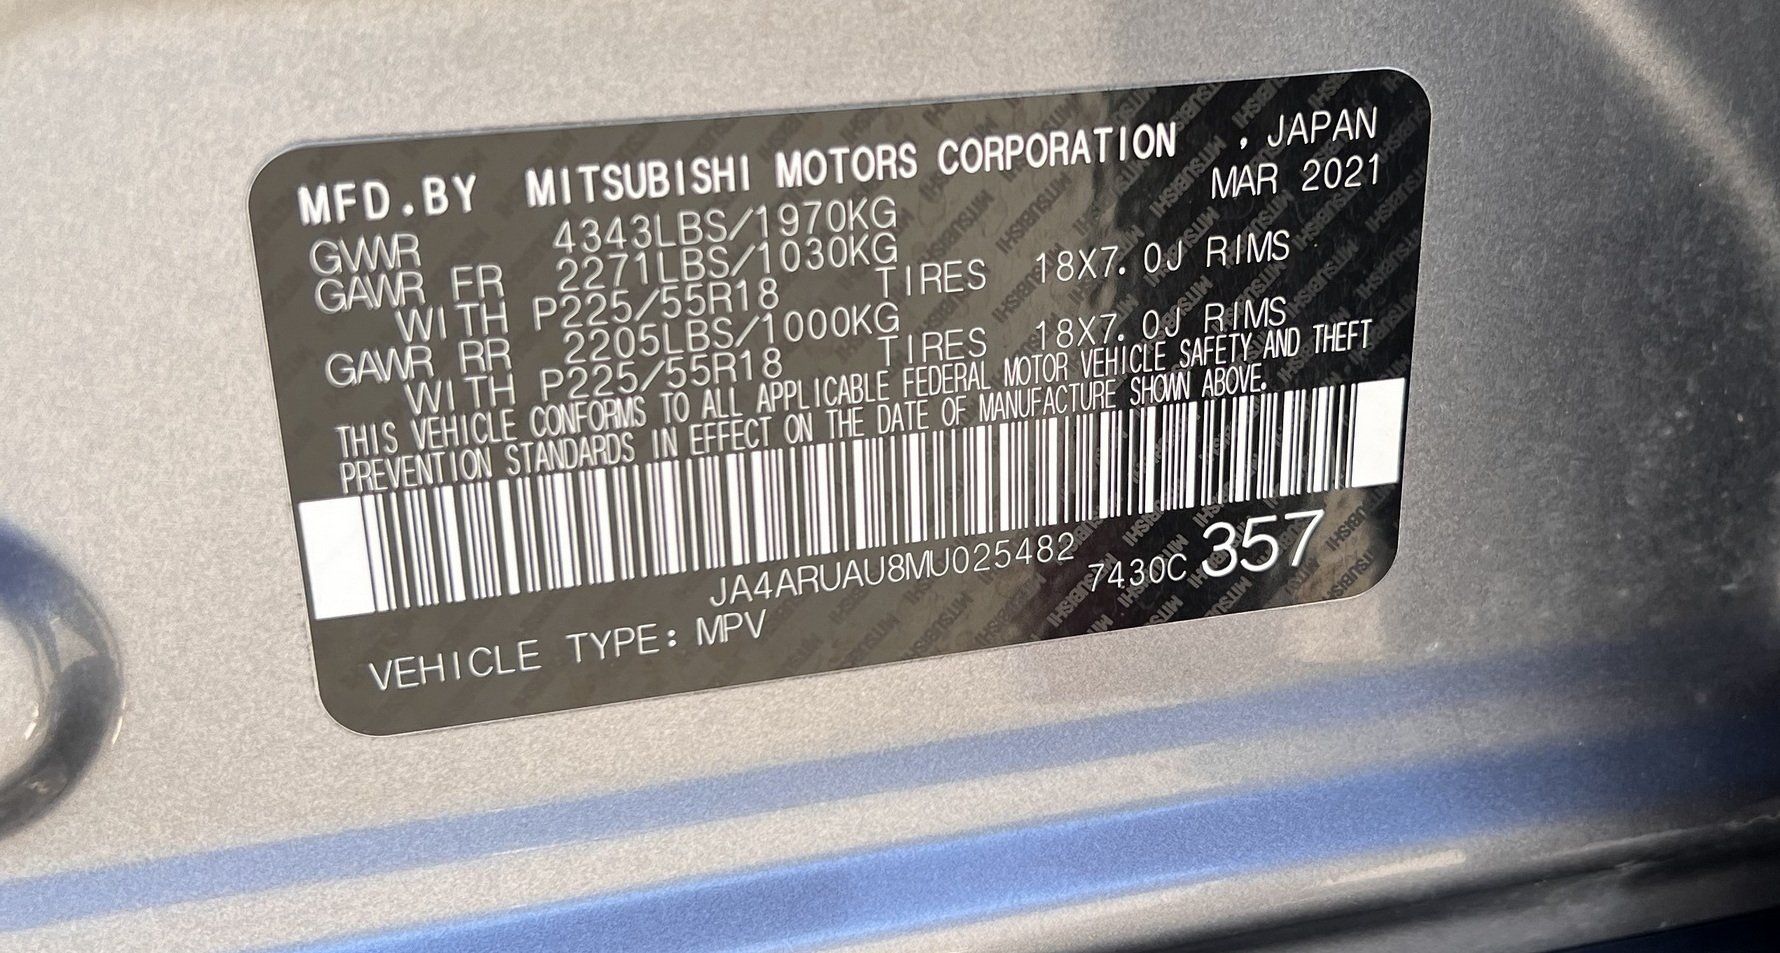 MFD.BY MITSUBISHI MOTORS CORPORATION , JAPAN
MAR 2021
GVWR 4343LBS/1970KG
GAWR FR 2271LBS/1030KG
WITH P225/55R18 TIRES 18X7.0J RIMS
GAWR RR 2205LBS/1000KG
WITH P225/55R18 TIRES 18X7.0J RIMS
THIS VEHICLE CONFORMS TO ALL APPLICABLE FEDERAL MOTOR VEHICLE SAFETY AND THEFT
PREVENTION STANDARDS IN EFFECT ON THE DATE OF MANUFACTURE SHOWN ABOVE.
JA4ARUAU8MU025482 7430C 357
VEHICLE TYPE: MPV